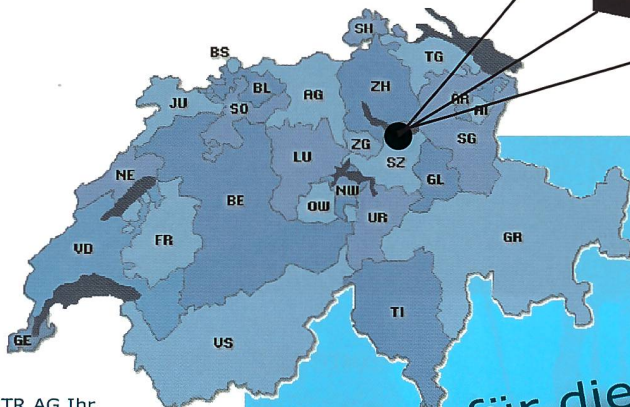 SH
BS
TG
BL
ZH
JU
SO
AG
AR
AI
ZG
SG
LU
SZ
NE
NW
GL
BE
OW
UR
FR
GR
VD
TI
GE
VS
TR AG Ihr
für die